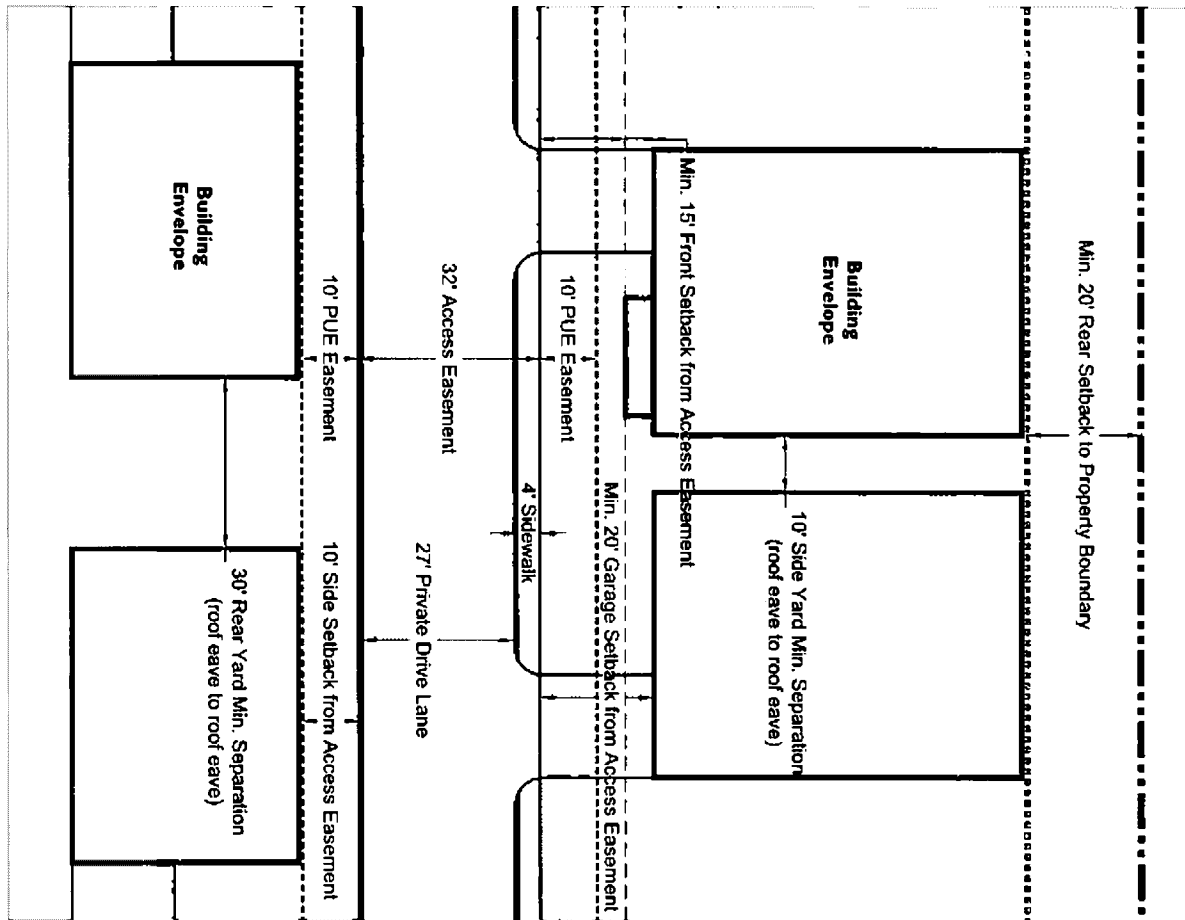 Min. 20' Rear Setback to Property Boundary
Building
Envelope
10' Side Yard Min. Separation
(roof eave to roof eave)
Min. 15' Front Setback from Access Easement
Min. 20' Garage Setback from Access Easement
10' PUE Easement
4' Sidewalk
32' Access Easement
27' Private Drive Lane
10' PUE Easement
10' Side Setback from Access Easement
Building
Envelope
30' Rear Yard Min. Separation
(roof eave to roof eave)